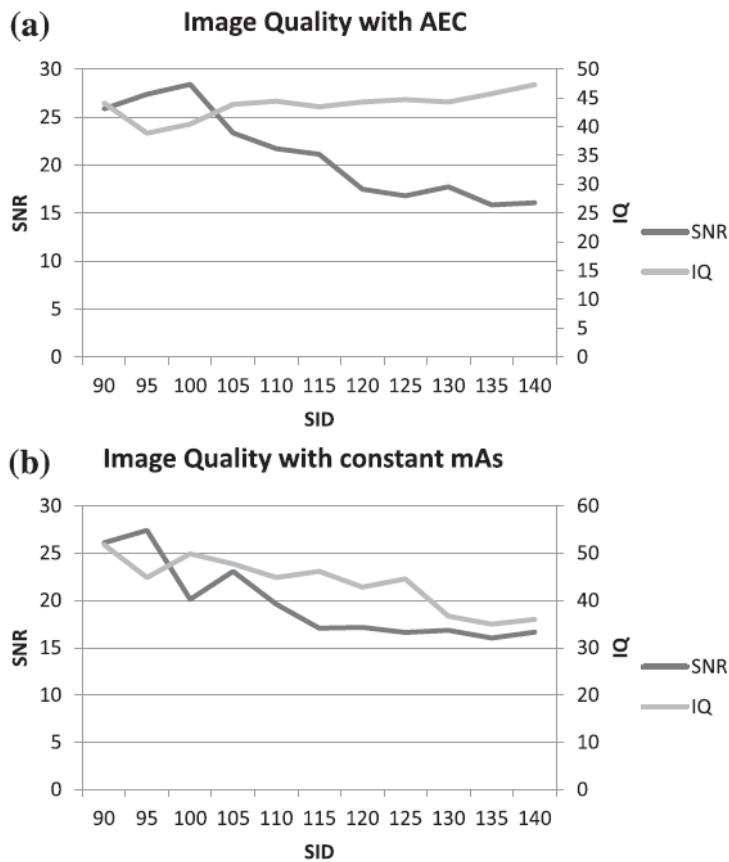 (a) Image Quality with AEC
30 50
45
25
40
20 35
30
15 25
20
10
15
5 10
5
0 0
SNR
IQ
SNR
IQ
90 95 100 105 110 115 120 125 130 135 140
SID
(b) Image Quality with constant mAs
30 60
25 50
20 40
15 30
10 20
5 10
0 0
SNR
IQ
SNR
IQ
90 95 100 105 110 115 120 125 130 135 140
SID